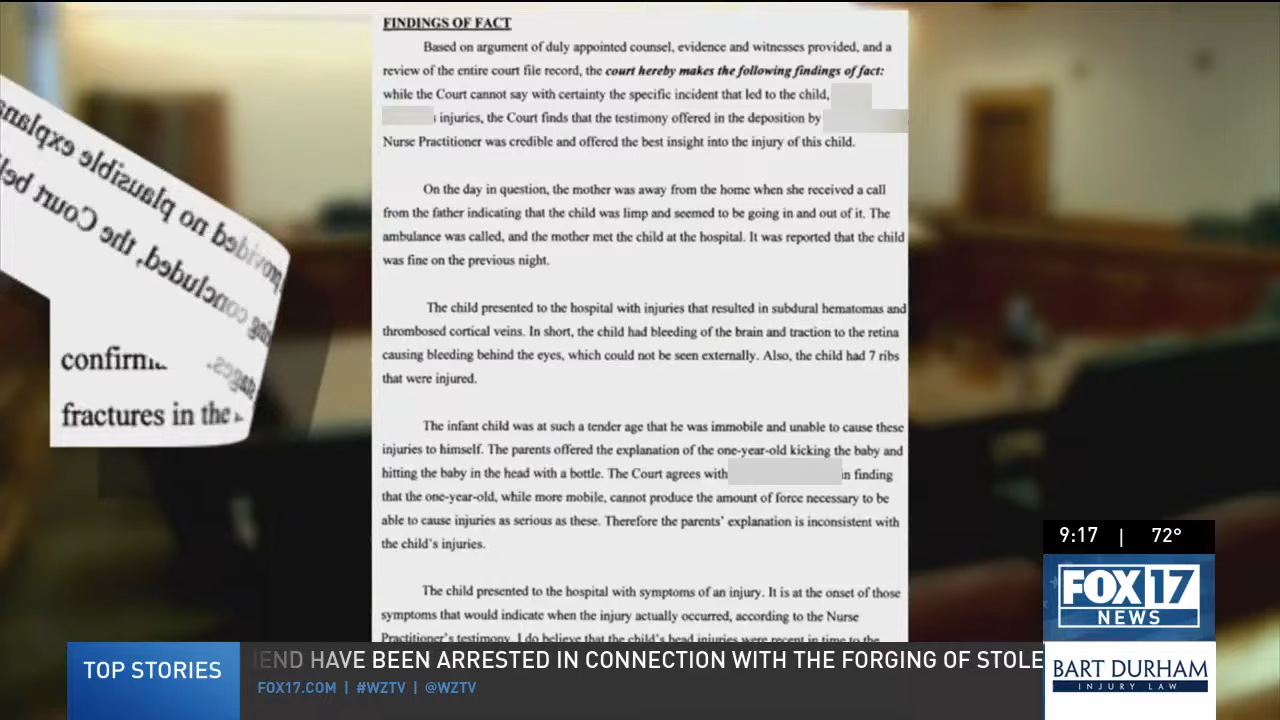 FINDINGS OF FACT
Based on argument of duly appointed counsel, evidence and witnesses provided, and a
review of the entire court file record, the court hereby makes the following findings of fact:
while the Court cannot say with certainty the specific incident that led to the child,
injuries, the Court finds that the testimony offered in the deposition by
Nurse Practitioner was credible and offered the best insight into the injury of this child.
On the day in question, the mother was away from the home when she received a call
from the father indicating that the child was limp and seemed to be going in and out of it. The
ambulance was called, and the mother met the child at the hospital. It was reported that the child
was fine on the previous night.
The child presented to the hospital with injuries that resulted in subdural hematomas and
thrombosed cortical veins. In short, the child had bleeding of the brain and traction to the retina
causing bleeding behind the eyes, which could not be seen externally. Also, the child had 7 ribs
that were injured.
The infant child was at such a tender age that he was immobile and unable to cause these
injuries to himself. The parents offered the explanation of the one-year-old kicking the baby and
hitting the baby in the head with a bottle. The Court agrees with in finding
that the one-year-old, while more mobile, cannot produce the amount of force necessary to be
able to cause injuries as serious as these. Therefore the parents' explanation is inconsistent with
the child's injuries.
The child presented to the hospital with symptoms of an injury. It is at the onset of those
symptoms that would indicate when the injury actually occurred, according to the Nurse
Practitioner's testimony. I do believe that the child's head injuries were recent in time to the
provided no plausible
concluded, the Court
fractures in the
9:17 | 72°
FOX 17
NEWS
BART DURHAM
INJURY LAW
TOP STORIES
END HAVE BEEN ARRESTED IN CONNECTION WITH THE FORGING OF STOLE
FOX17.COM | #WZTV | @WZTV